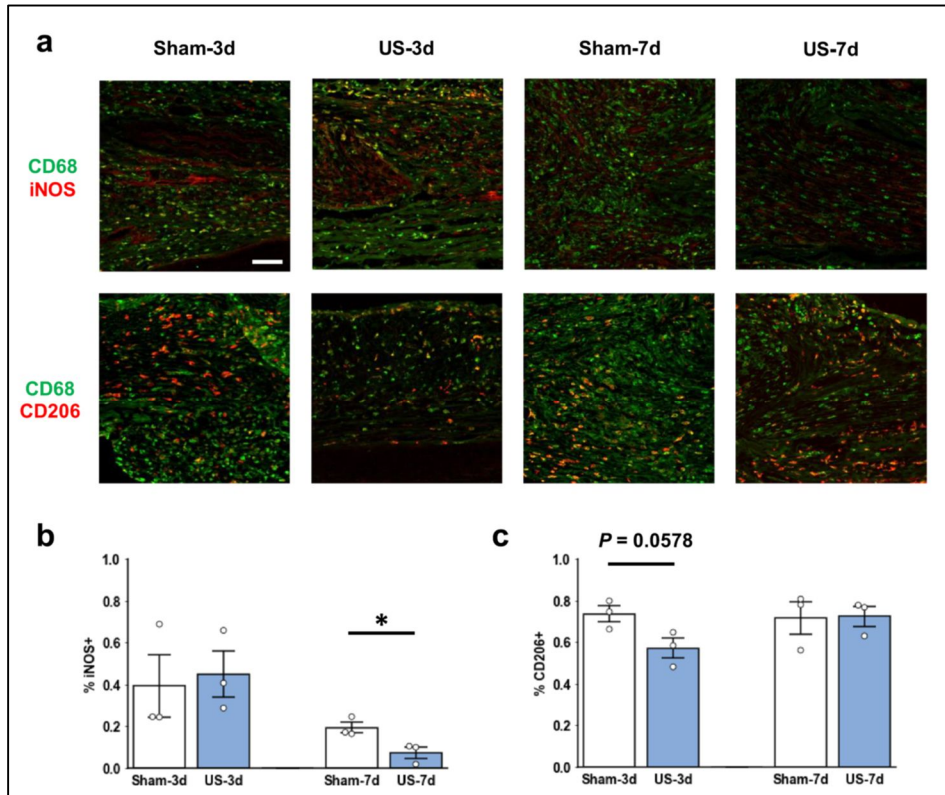 a
Sham-3d US-3d Sham-7d US-7d
CD68
iNOS
CD68
CD206
b
% iNOS+
1.0
0.8
0.6
0.4
0.2
0.0
*
Sham-3d US-3d Sham-7d US-7d
c
P = 0.0578
% CD206+
1.0
0.8
0.6
0.4
0.2
0.0
Sham-3d US-3d Sham-7d US-7d